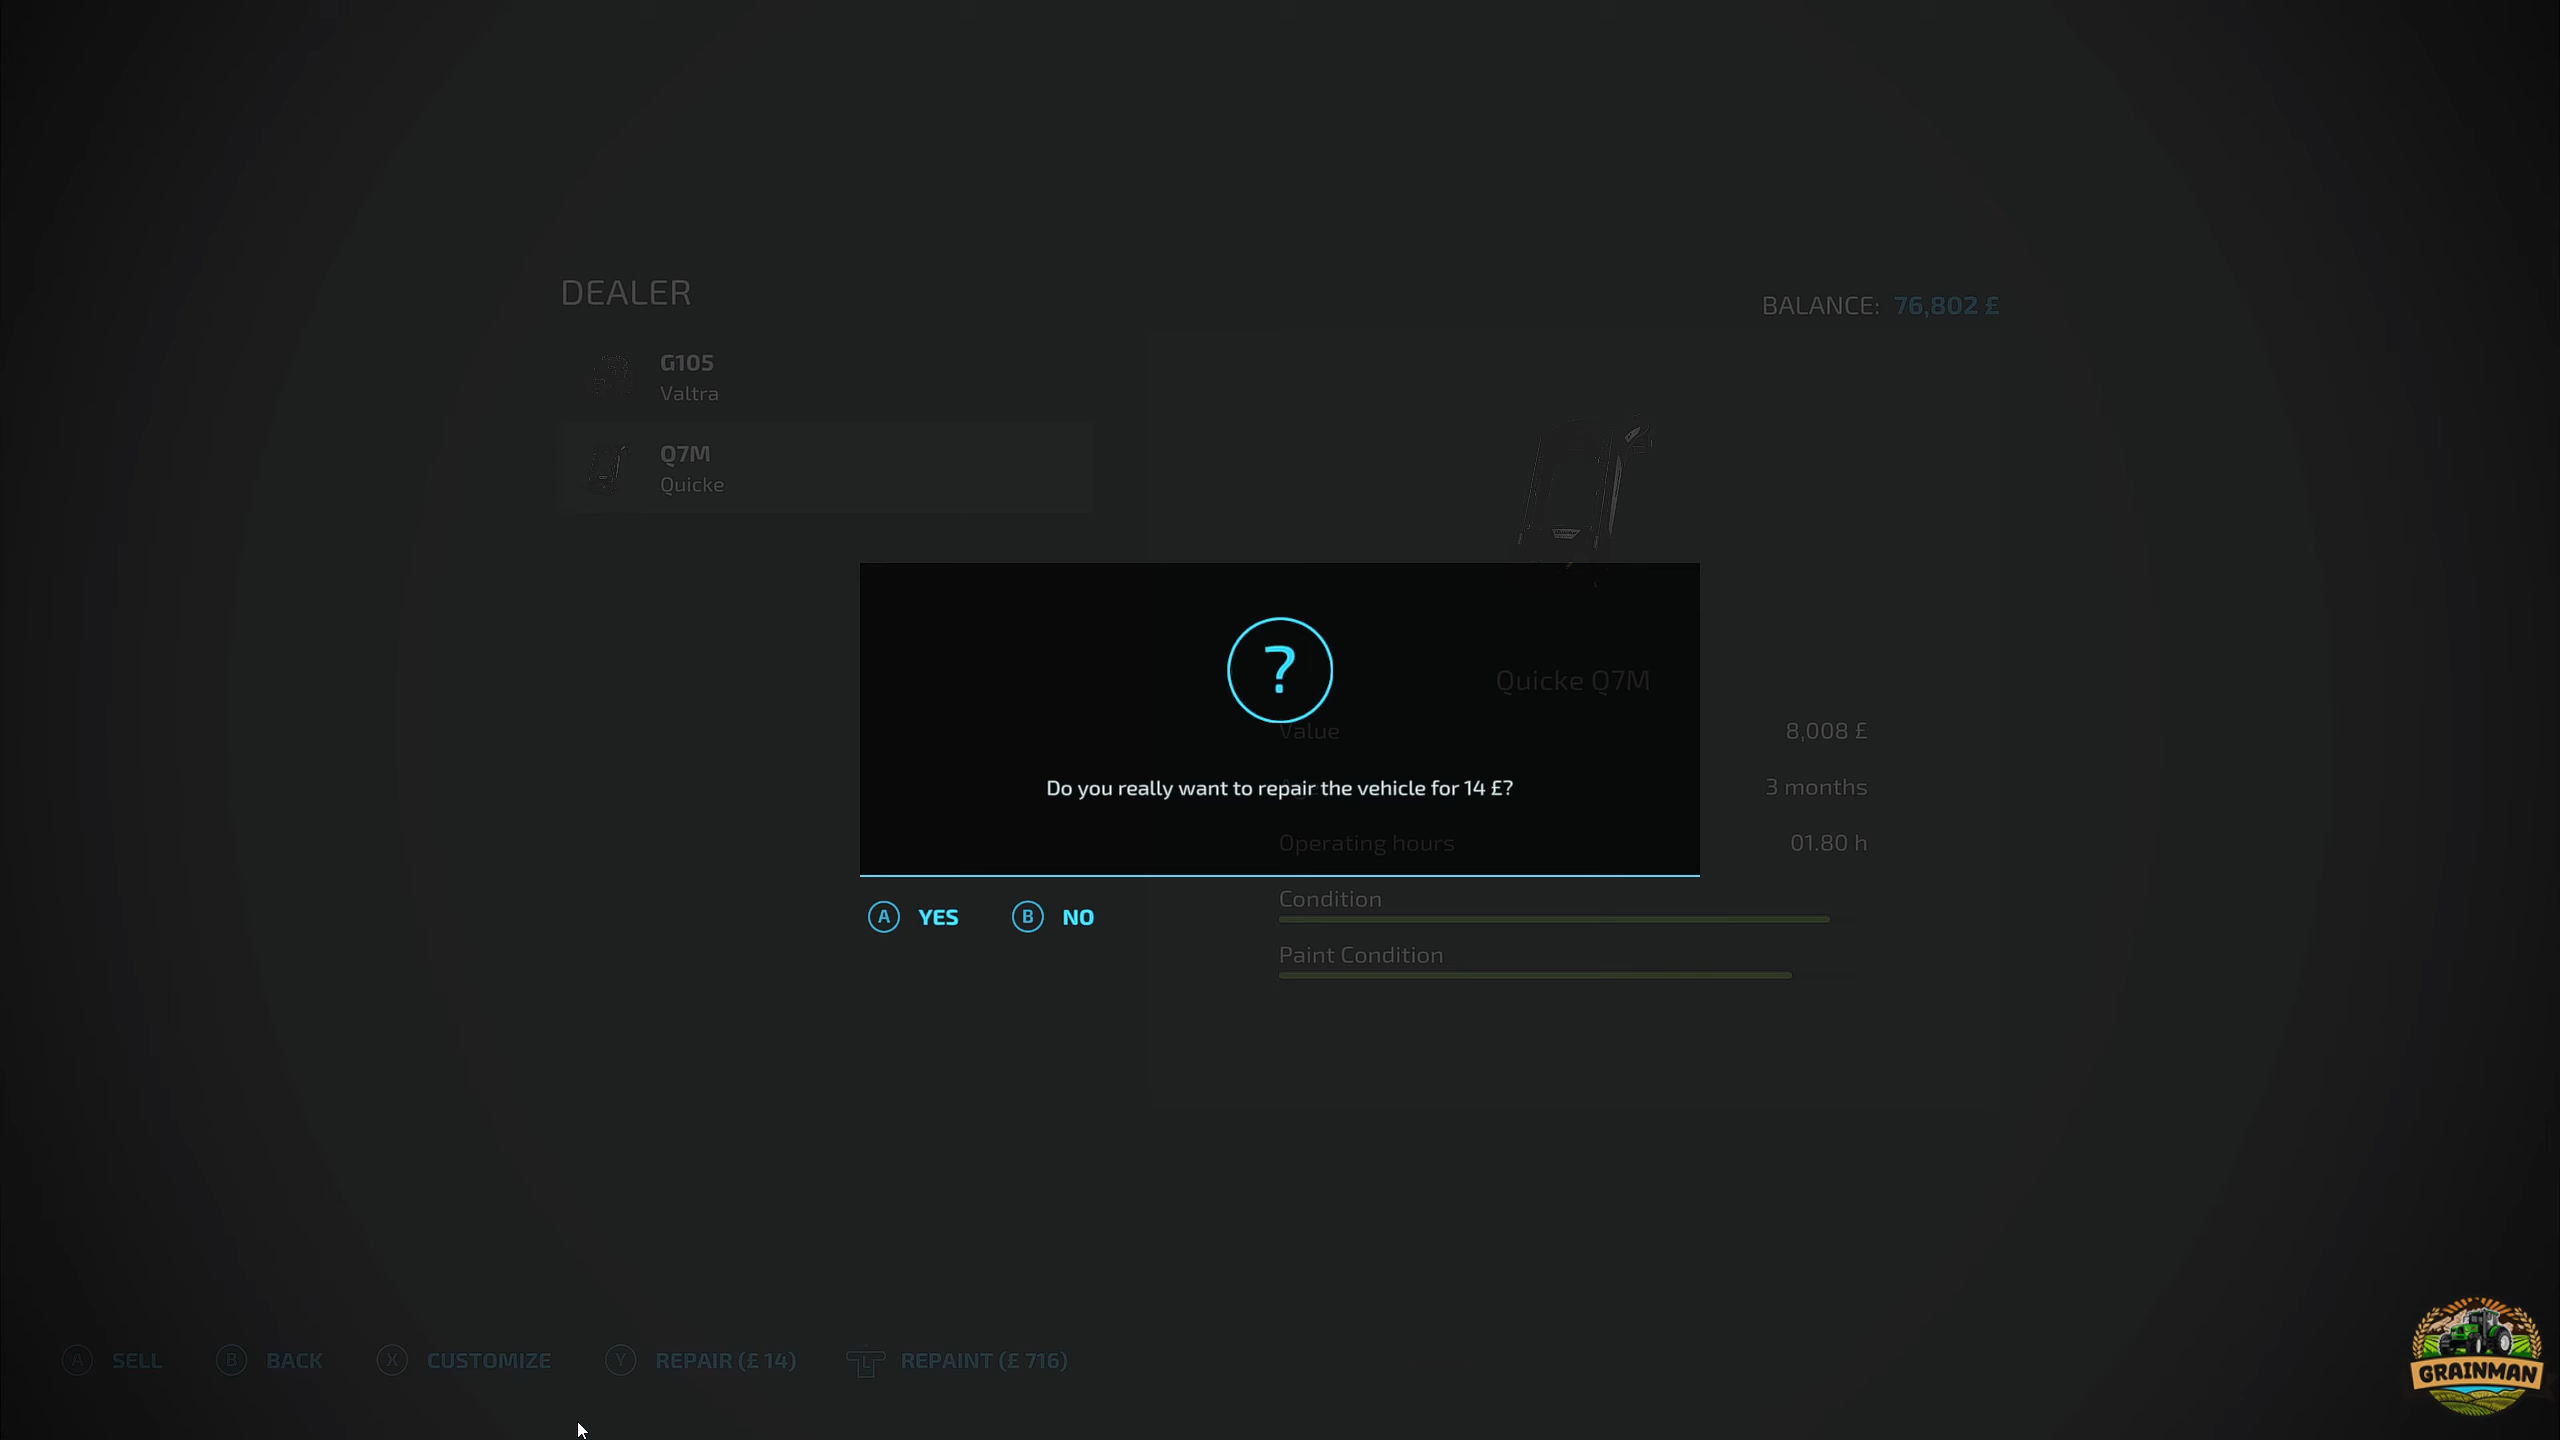 DEALER
BALANCE: 76,802 £
G105
Valtra
Q7M
Quicke
?
Quicke Q7M
Value 8,008 £
Do you really want to repair the vehicle for 14 £?
3 months
Operating hours 01.80 h
Condition
A YES B NO
Paint Condition
A SELL B BACK X CUSTOMIZE Y REPAIR (£ 14) L REPAINT (£ 716)
GRAINMAN